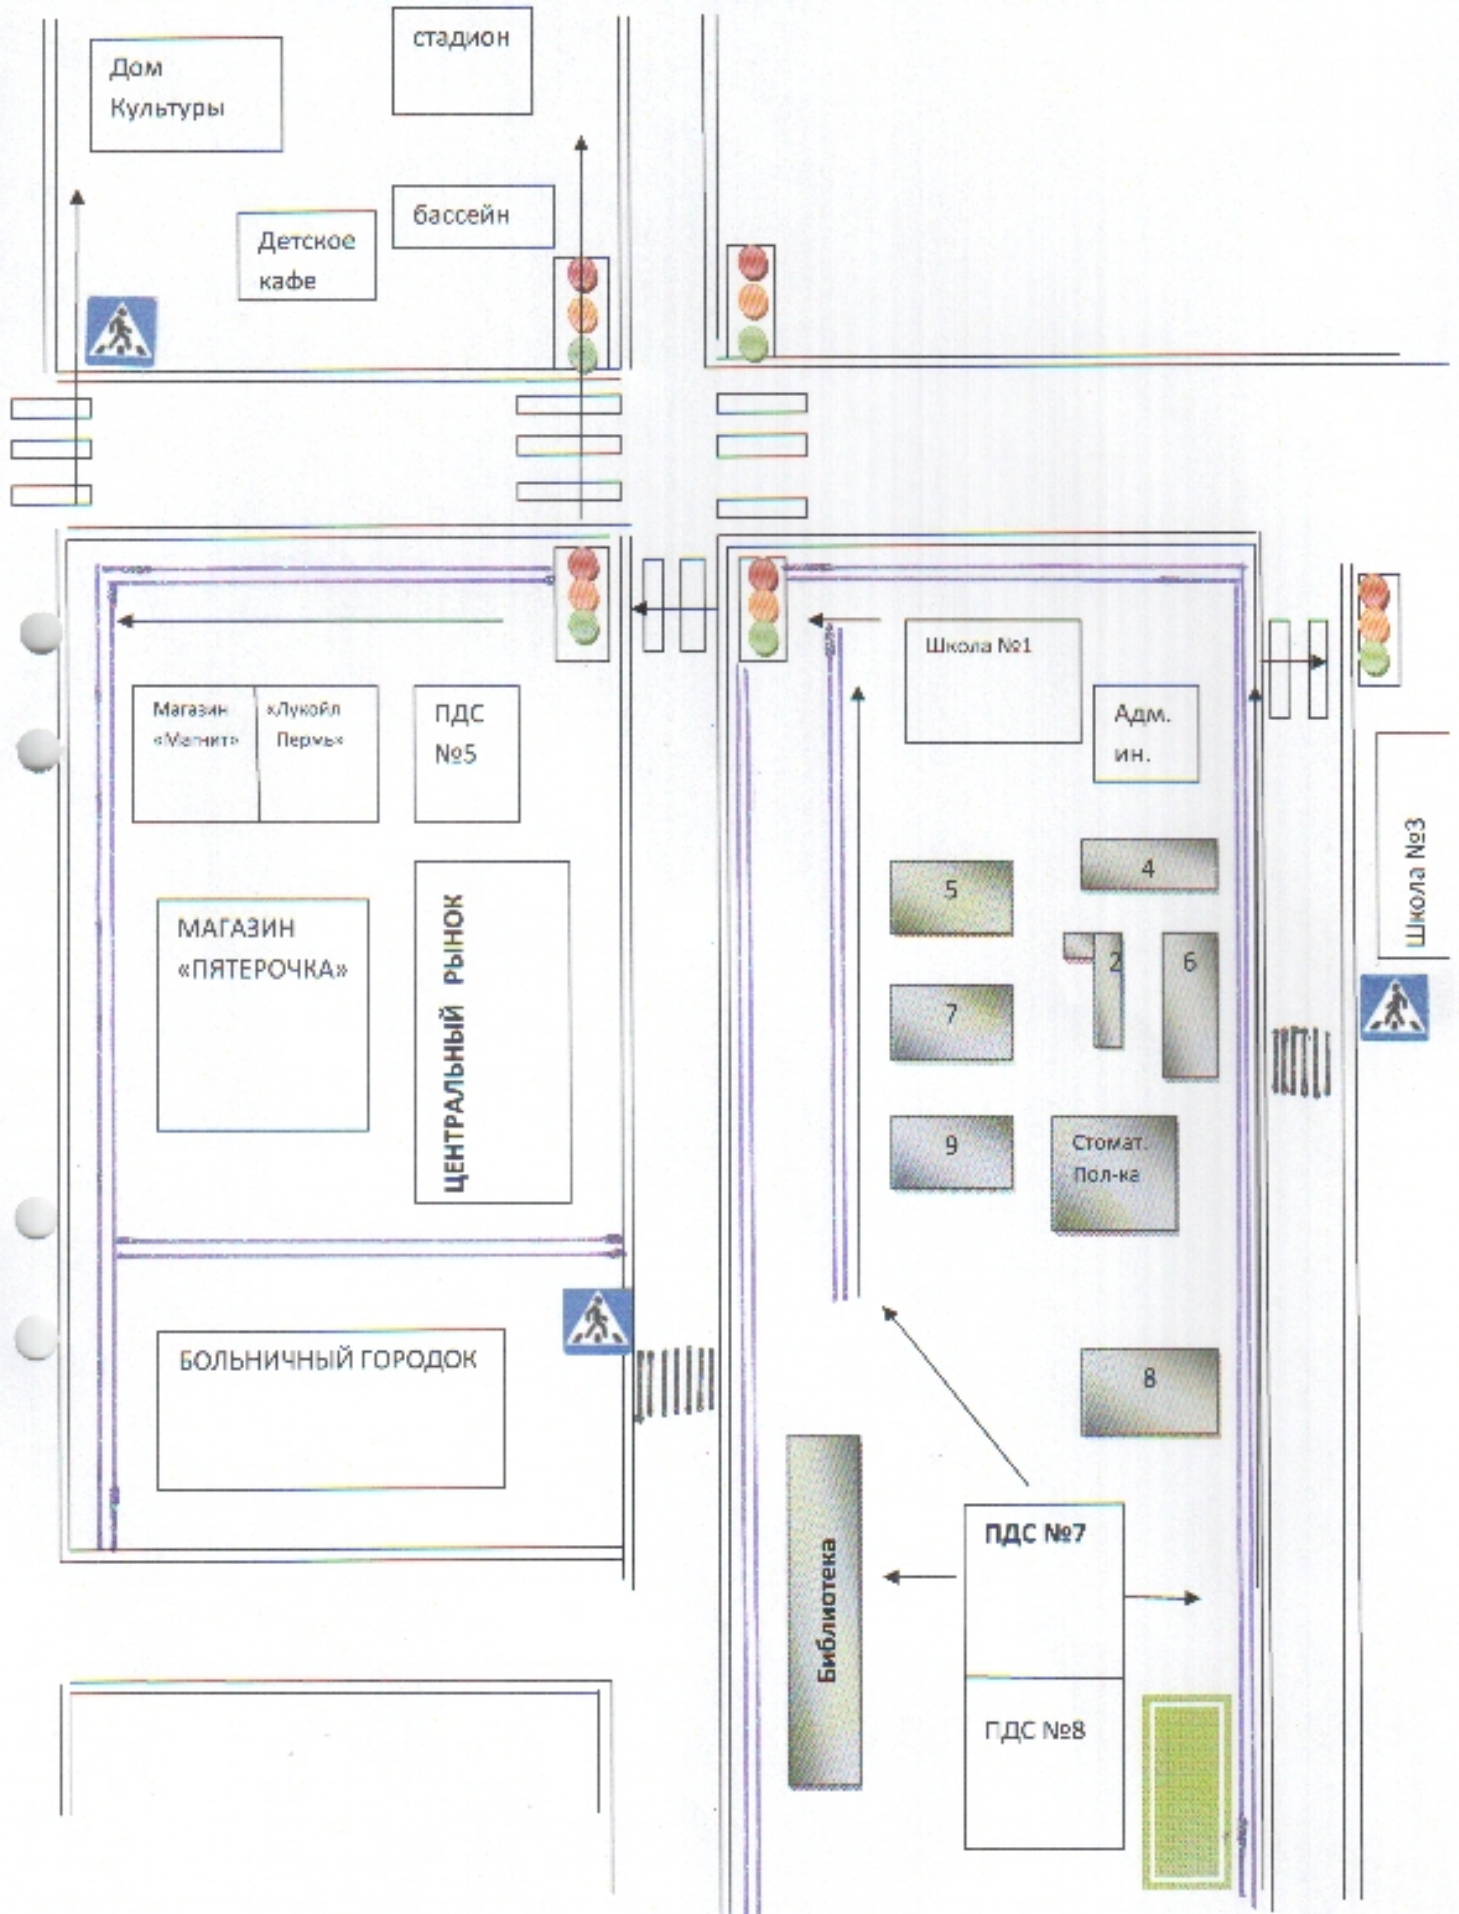 стадион
Дом
Культуры
бассейн
Детское
кафе
Школа №1
Магазин
«Магнит»
«Лукойл
Пермь»
ПДС
№5
Адм.
ин.
Школа №3
4
5
МАГАЗИН
«ПЯТЕРОЧКА»
ЦЕНТРАЛЬНЫЙ РЫНОК
2
6
7
9
Стомат.
Пол-ка
БОЛЬНИЧНЫЙ ГОРОДОК
8
Библиотека
ПДС №7
ПДС №8